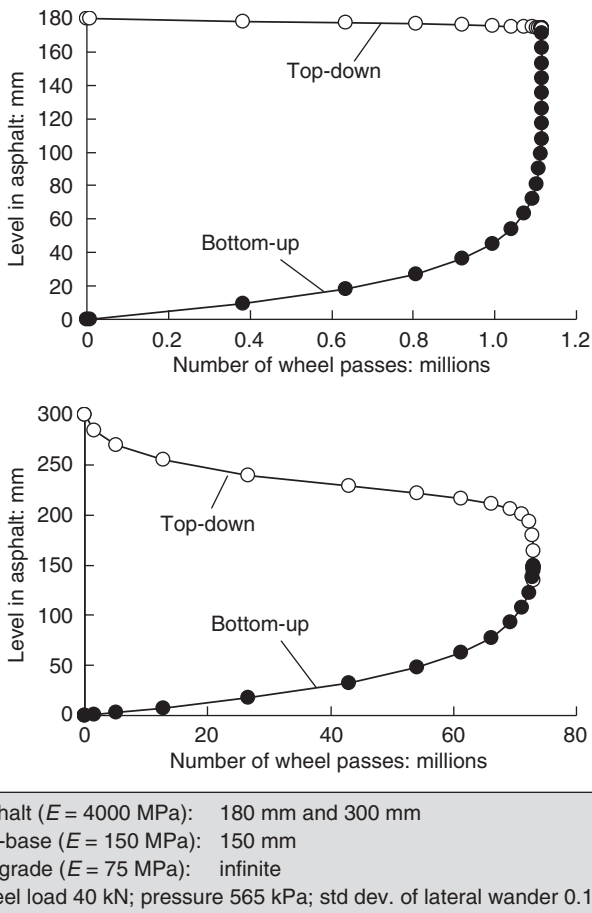 180
160
140
120
100
80
60
40
20
0
Level in asphalt: mm
Top-down
Bottom-up
0 0.2 0.4 0.6 0.8 1.0 1.2
Number of wheel passes: millions
300
250
200
150
100
50
0
Level in asphalt: mm
Top-down
Bottom-up
0 20 40 60 80
Number of wheel passes: millions
halt (E = 4000 MPa): 180 mm and 300 mm
-base (E = 150 MPa): 150 mm
grade (E = 75 MPa): infinite
eel load 40 kN; pressure 565 kPa; std dev. of lateral wander 0.1